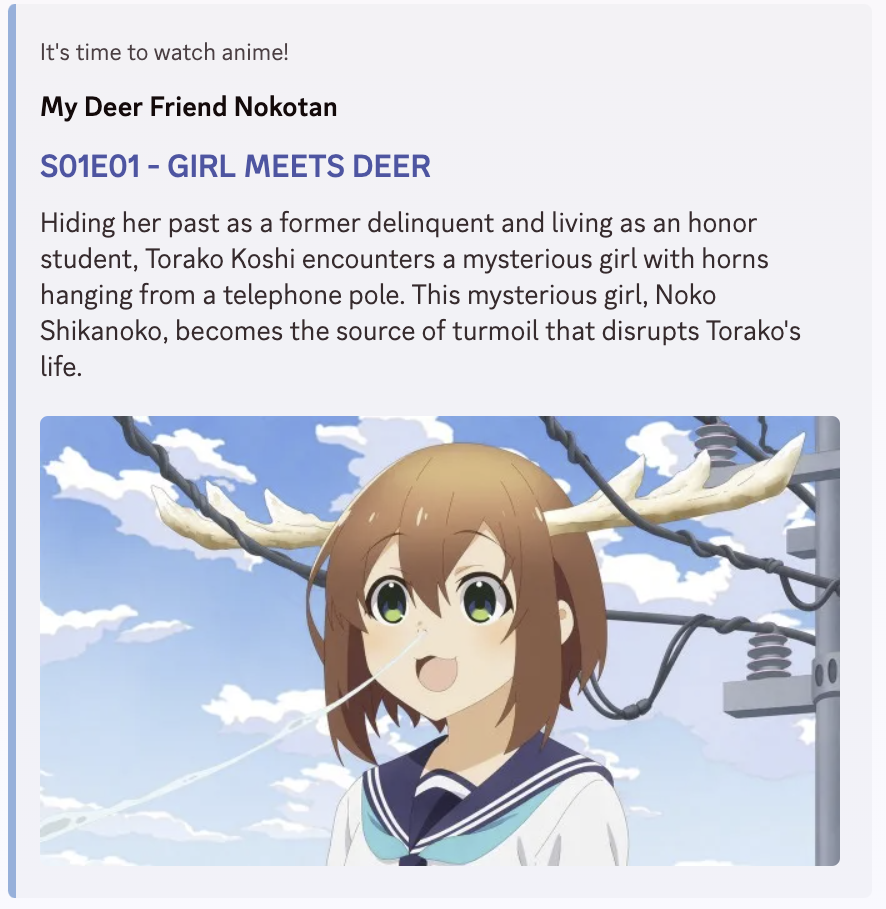 It's time to watch anime!
My Deer Friend Nokotan
S01E01 - GIRL MEETS DEER
Hiding her past as a former delinquent and living as an honor
student, Torako Koshi encounters a mysterious girl with horns
hanging from a telephone pole. This mysterious girl, Noko
Shikanoko, becomes the source of turmoil that disrupts Torako's
life.